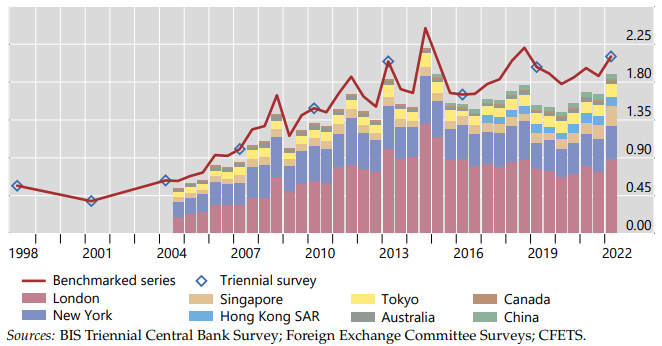 2.25
1.80
1.35
0.90
0.45
0.00
1998 2001 2004 2007 2010 2013 2016 2019 2022
Benchmarked series Triennial survey
London Singapore Tokyo Canada
New York Hong Kong SAR Australia China
Sources: BIS Triennial Central Bank Survey; Foreign Exchange Committee Surveys; CFETS.